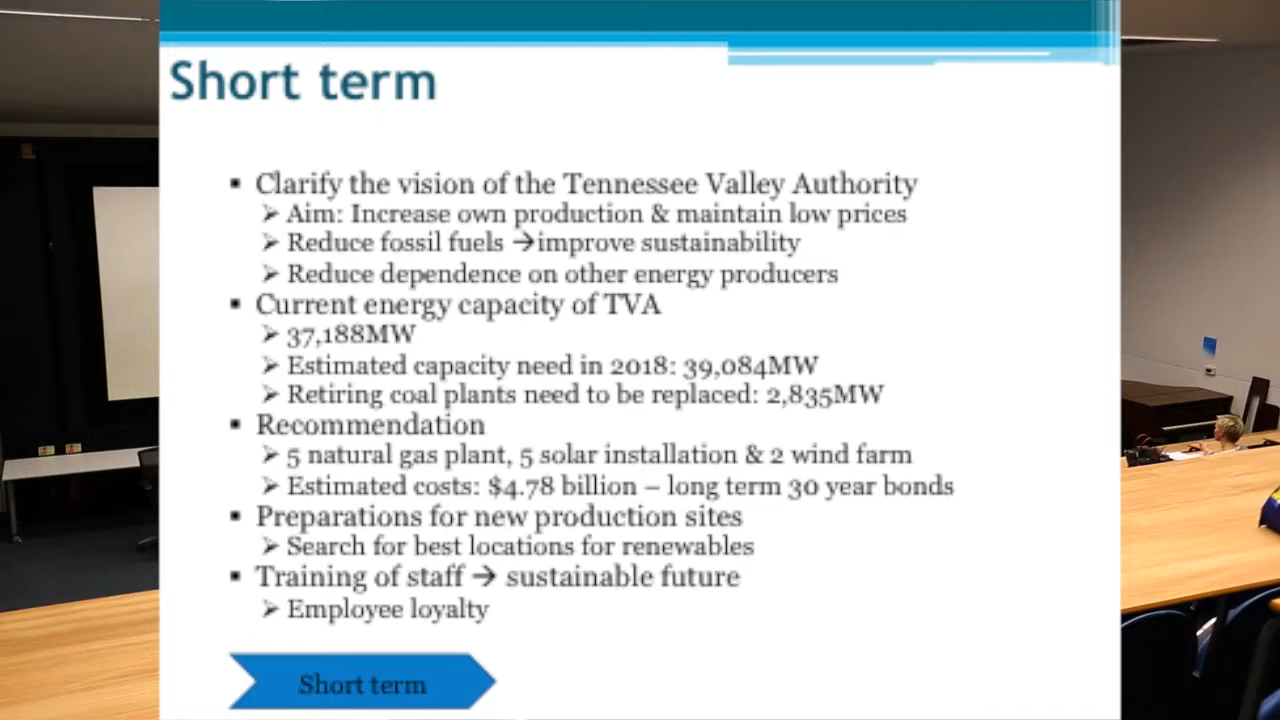 Short term
▪ Clarify the vision of the Tennessee Valley Authority
➢ Aim: Increase own production & maintain low prices
➢ Reduce fossil fuels →improve sustainability
➢ Reduce dependence on other energy producers
▪ Current energy capacity of TVA
➢ 37,188MW
➢ Estimated capacity need in 2018: 39,084MW
➢ Retiring coal plants need to be replaced: 2,835MW
▪ Recommendation
➢ 5 natural gas plant, 5 solar installation & 2 wind farm
➢ Estimated costs: $4.78 billion – long term 30 year bonds
▪ Preparations for new production sites
➢ Search for best locations for renewables
▪ Training of staff → sustainable future
➢ Employee loyalty
Short term